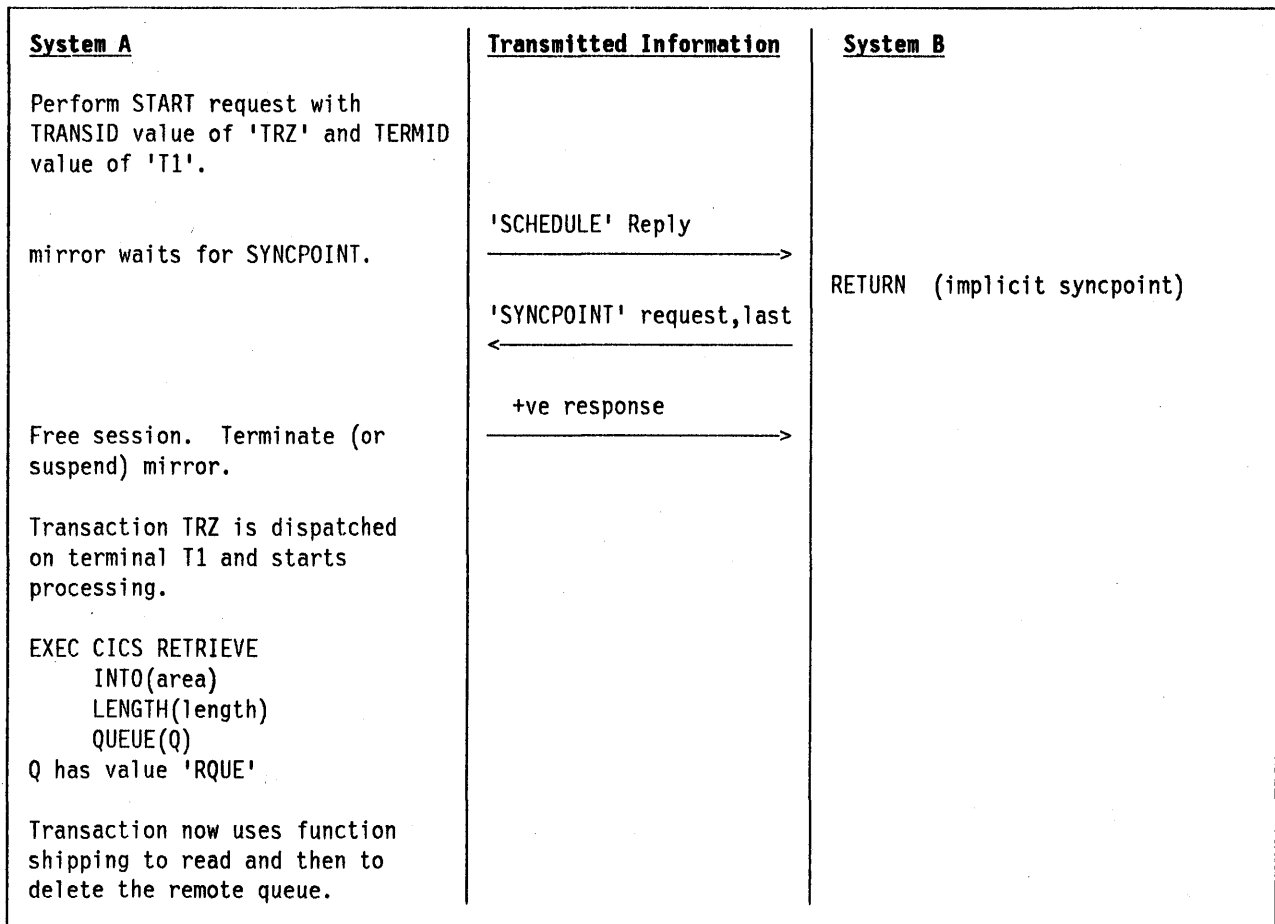 System A
Transmitted Information
System B
Perform START request with
TRANSID value of 'TRZ' and TERMID
value of 'T1'.
'SCHEDULE' Reply
mirror waits for SYNCPOINT.
RETURN (implicit syncpoint)
'SYNCPOINT' request,last
+ve response
Free session. Terminate (or
suspend) mirror.
Transaction TRZ is dispatched
on terminal T1 and starts
processing.
EXEC CICS RETRIEVE
INTO(area)
LENGTH(length)
QUEUE(Q)
Q has value 'RQUE'
Transaction now uses function
shipping to read and then to
delete the remote queue.